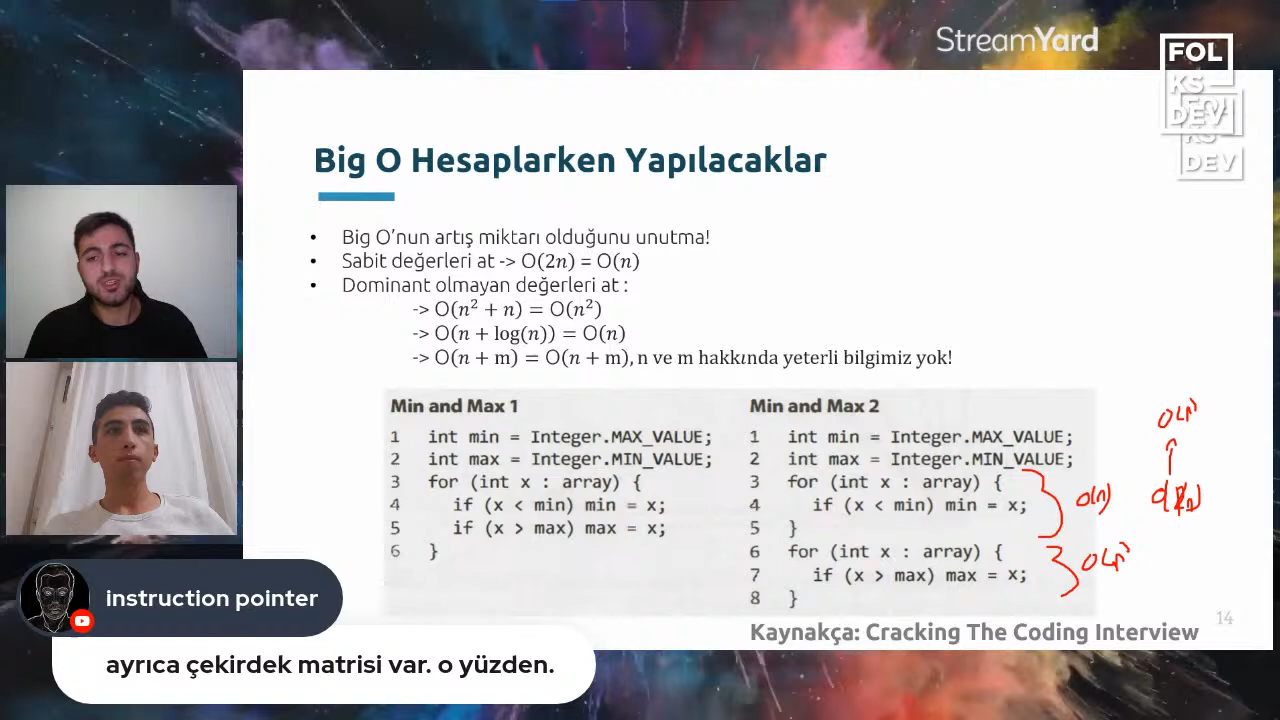 StreamYard
FOL
KS
DEV
KS
DEV
Big O Hesaplarken Yapılacaklar
• Big O’nun artış miktarı olduğunu unutma!
• Sabit değerleri at -> O(2n) = O(n)
• Dominant olmayan değerleri at :
-> O(n² + n) = O(n²)
-> O(n + log(n)) = O(n)
-> O(n + m) = O(n + m), n ve m hakkında yeterli bilgimiz yok!
Min and Max 1
1 int min = Integer.MAX_VALUE;
2 int max = Integer.MIN_VALUE;
3 for (int x : array) {
4 if (x < min) min = x;
5 if (x > max) max = x;
6 }
Min and Max 2
1 int min = Integer.MAX_VALUE;
2 int max = Integer.MIN_VALUE;
3 for (int x : array) {
4 if (x < min) min = x;
5 }
6 for (int x : array) {
7 if (x > max) max = x;
8 }
O(n)
O(n)
O(n)
Kaynakça: Cracking The Coding Interview
14
instruction pointer
ayrıca çekirdek matrisi var. o yüzden.